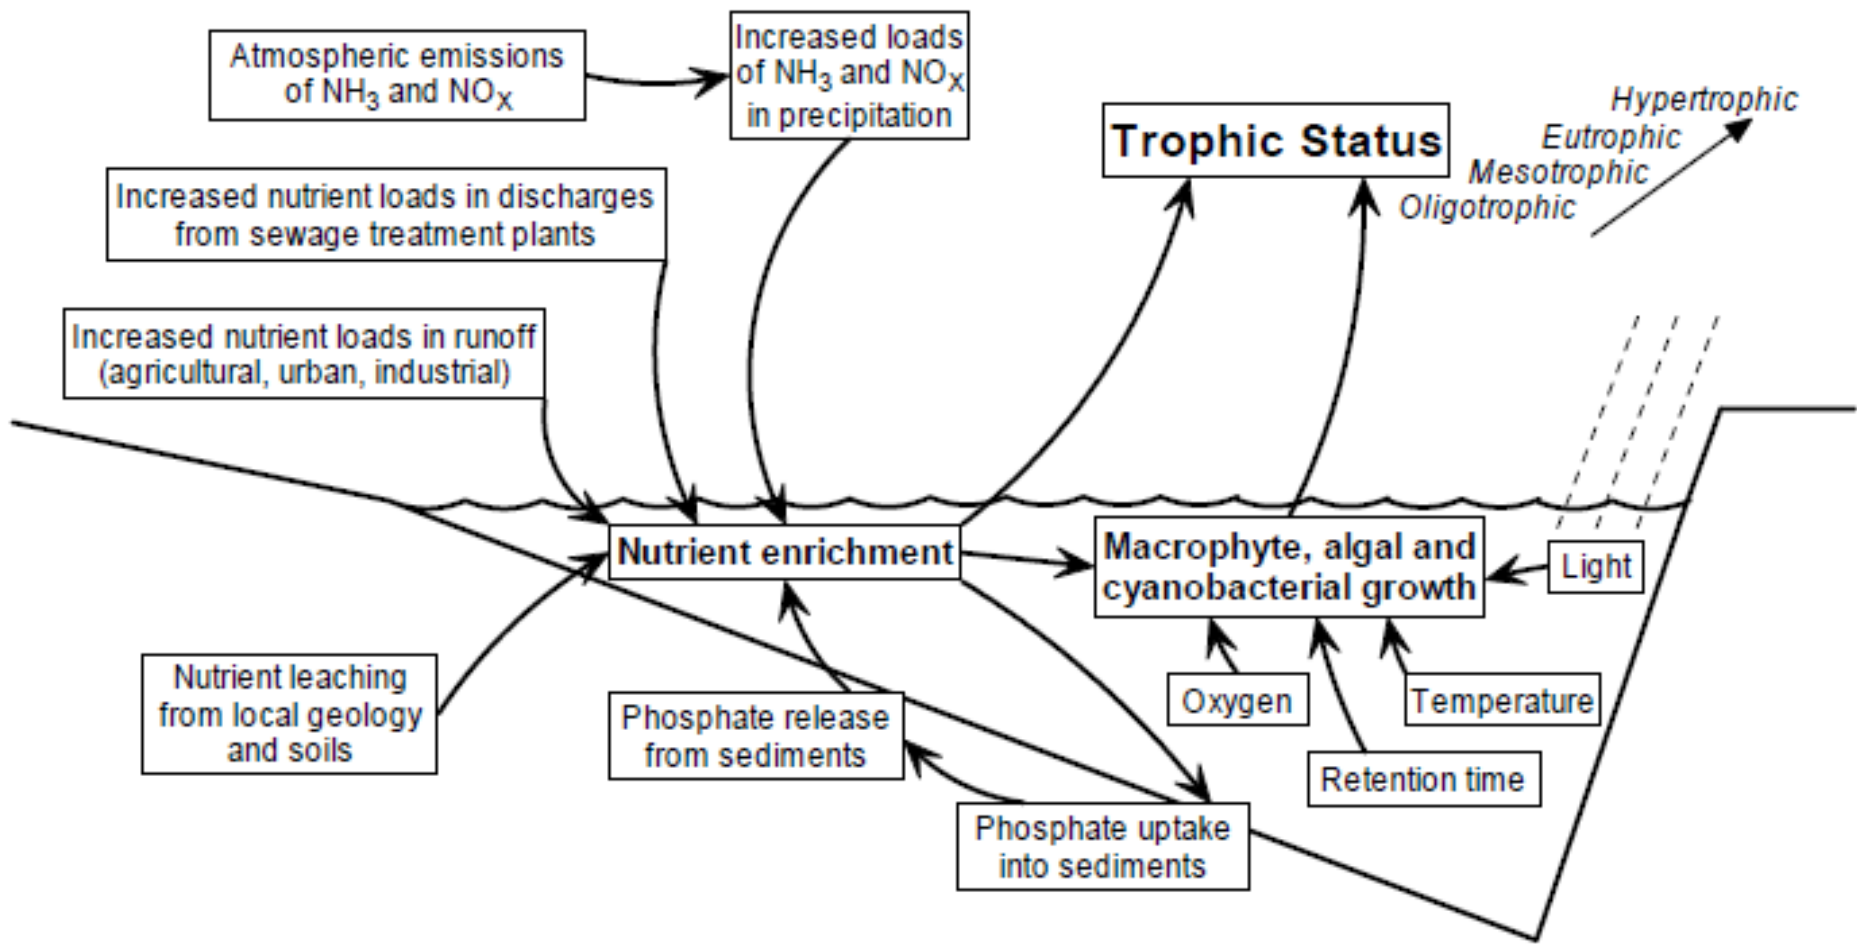 Atmospheric emissions
of NH3 and NOX
Increased loads
of NH3 and NOX
in precipitation
Trophic Status
Hypertrophic
Eutrophic
Mesotrophic
Oligotrophic
Increased nutrient loads in discharges
from sewage treatment plants
Increased nutrient loads in runoff
(agricultural, urban, industrial)
Nutrient enrichment
Macrophyte, algal and
cyanobacterial growth
Light
Nutrient leaching
from local geology
and soils
Phosphate release
from sediments
Oxygen
Temperature
Retention time
Phosphate uptake
into sediments